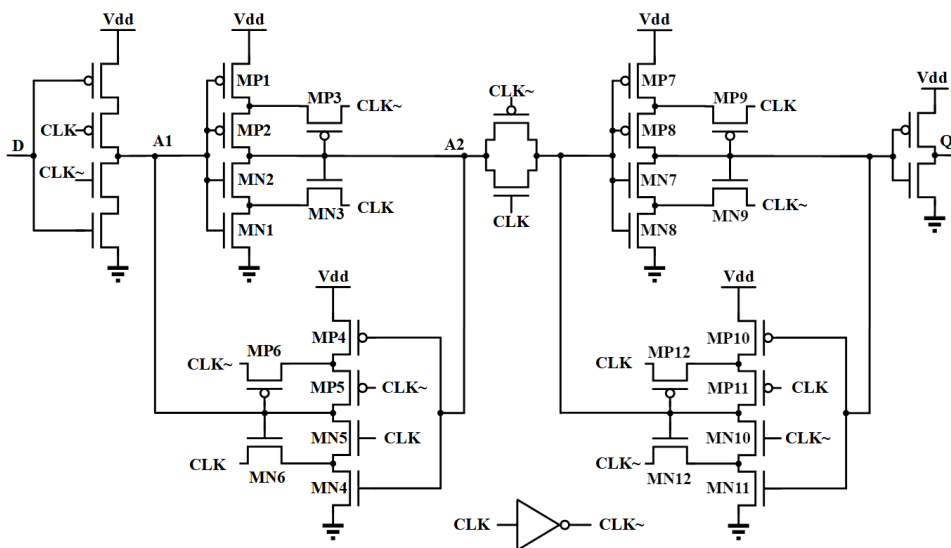 Vdd
Vdd
Vdd
Vdd
MP1
MP3
CLK~
CLK~
MP7
MP9
CLK
CLK
MP2
MP8
D
A1
A2
Q
CLK~
MN2
MN7
MN3
CLK
CLK
MN9
CLK~
MN1
MN8
Vdd
Vdd
MP4
MP10
MP6
MP12
CLK~
CLK
MP5
CLK~
MP11
CLK
MN5
CLK
MN10
CLK~
CLK
MN6
CLK~
MN12
MN4
MN11
CLK
CLK~